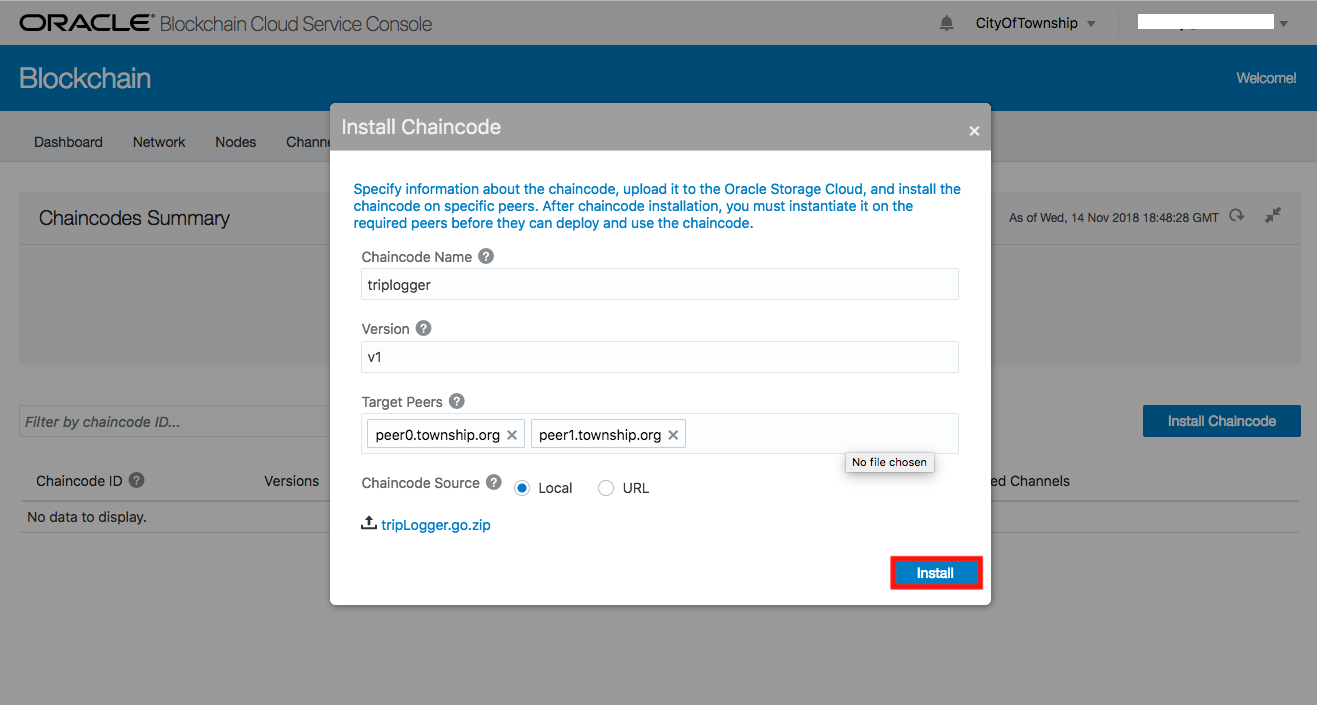 ORACLE® Blockchain Cloud Service Console
CityOfTownship
Blockchain
Welcome!
Dashboard Network Nodes Chann
Install Chaincode ×
Specify information about the chaincode, upload it to the Oracle Storage Cloud, and install the
chaincode on specific peers. After chaincode installation, you must instantiate it on the
required peers before they can deploy and use the chaincode.
Chaincodes Summary
As of Wed, 14 Nov 2018 18:48:28 GMT
Chaincode Name ?
triplogger
Version ?
v1
Target Peers ?
peer0.township.org × peer1.township.org ×
No file chosen
Filter by chaincode ID...
Install Chaincode
Chaincode ID ? Versions
ed Channels
No data to display.
Chaincode Source ? Local URL
tripLogger.go.zip
Install